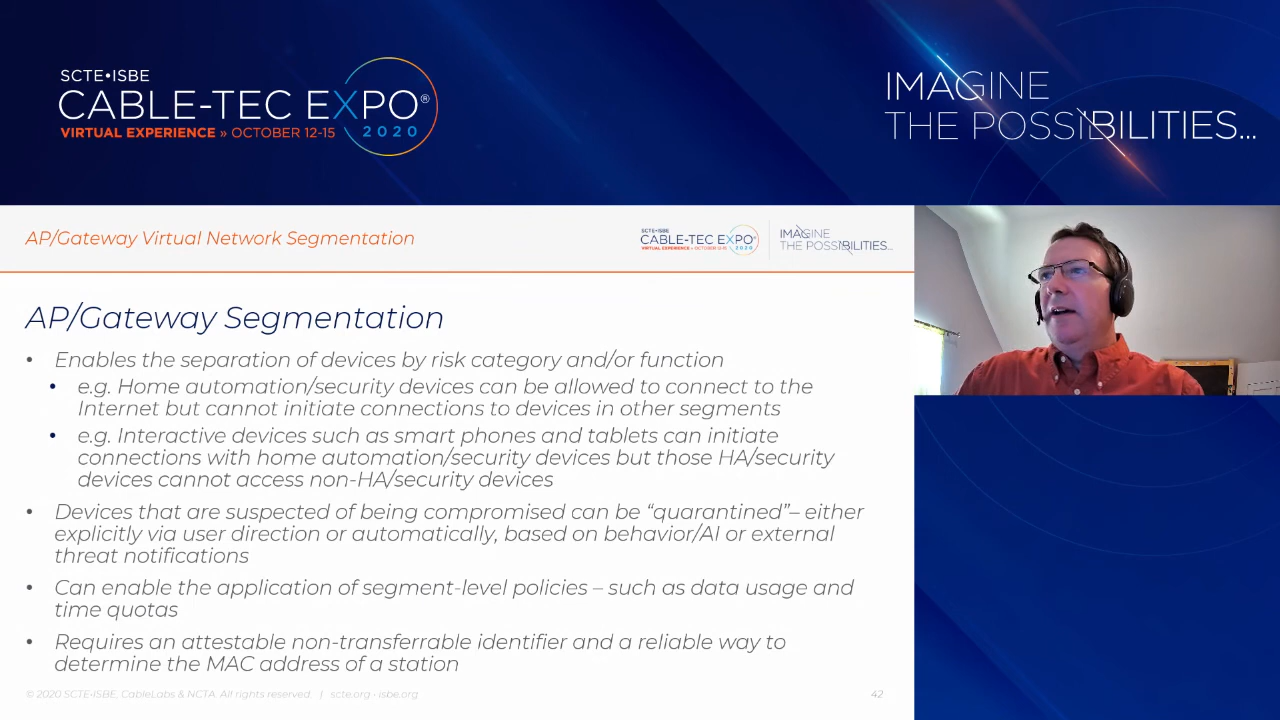 SCTE•ISBE
CABLE-TEC EXPO®
VIRTUAL EXPERIENCE » OCTOBER 12-15
2020
IMAGINE
THE POSSIBILITIES...
AP/Gateway Virtual Network Segmentation
SCTE•ISBE
CABLE-TEC EXPO®
VIRTUAL EXPERIENCE » OCTOBER 12-15
2020
IMAGINE
THE POSSIBILITIES...
AP/Gateway Segmentation
• Enables the separation of devices by risk category and/or function
• e.g. Home automation/security devices can be allowed to connect to the
Internet but cannot initiate connections to devices in other segments
• e.g. Interactive devices such as smart phones and tablets can initiate
connections with home automation/security devices but those HA/security
devices cannot access non-HA/security devices
• Devices that are suspected of being compromised can be “quarantined”– either
explicitly via user direction or automatically, based on behavior/AI or external
threat notifications
• Can enable the application of segment-level policies – such as data usage and
time quotas
• Requires an attestable non-transferrable identifier and a reliable way to
determine the MAC address of a station
© 2020 SCTE•ISBE, CableLabs & NCTA. All rights reserved. | scte.org • isbe.org
42